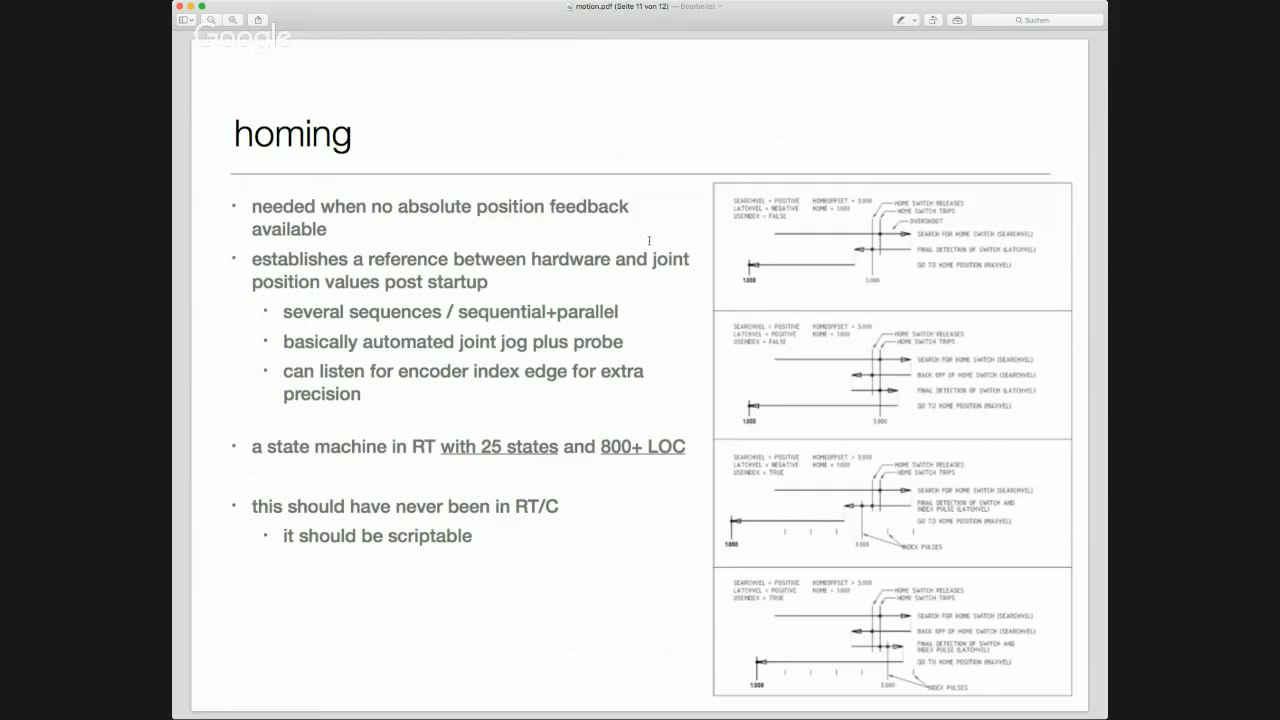 motion.pdf (Seite 11 von 12) — Bearbeitet
Suchen
Google
homing
• needed when no absolute position feedback
available
• establishes a reference between hardware and joint
position values post startup
• several sequences / sequential+parallel
• basically automated joint jog plus probe
• can listen for encoder index edge for extra
precision
• a state machine in RT with 25 states and 800+ LOC
• this should have never been in RT/C
• it should be scriptable
SEARCHVEL = POSITIVE HOMEOFFSET = 3.000
LATCHVEL = NEGATIVE HOME = 1.000
USEINDEX = FALSE
HOME SWITCH RELEASES
HOME SWITCH TRIPS
OVERSHOOT
SEARCH FOR HOME SWITCH (SEARCHVEL)
FINAL DETECTION OF SWITCH (LATCHVEL)
GO TO HOME POSITION (MAXVEL)
1.000 3.000
SEARCHVEL = POSITIVE HOMEOFFSET = 3.000
LATCHVEL = POSITIVE HOME = 1.000
USEINDEX = FALSE
HOME SWITCH RELEASES
HOME SWITCH TRIPS
SEARCH FOR HOME SWITCH (SEARCHVEL)
BACK OFF OF HOME SWITCH (SEARCHVEL)
FINAL DETECTION OF SWITCH (LATCHVEL)
GO TO HOME POSITION (MAXVEL)
1.000 3.000
SEARCHVEL = POSITIVE HOMEOFFSET = 3.000
LATCHVEL = NEGATIVE HOME = 1.000
USEINDEX = TRUE
HOME SWITCH RELEASES
HOME SWITCH TRIPS
SEARCH FOR HOME SWITCH (SEARCHVEL)
FINAL DETECTION OF SWITCH AND
INDEX PULSE (LATCHVEL)
GO TO HOME POSITION (MAXVEL)
1.000
INDEX PULSES
SEARCHVEL = POSITIVE HOMEOFFSET = 3.000
LATCHVEL = POSITIVE HOME = 1.000
USEINDEX = TRUE
HOME SWITCH RELEASES
HOME SWITCH TRIPS
SEARCH FOR HOME SWITCH (SEARCHVEL)
BACK OFF OF HOME SWITCH (SEARCHVEL)
FINAL DETECTION OF SWITCH AND
INDEX PULSE (LATCHVEL)
GO TO HOME POSITION (MAXVEL)
1.000 3.000
INDEX PULSES